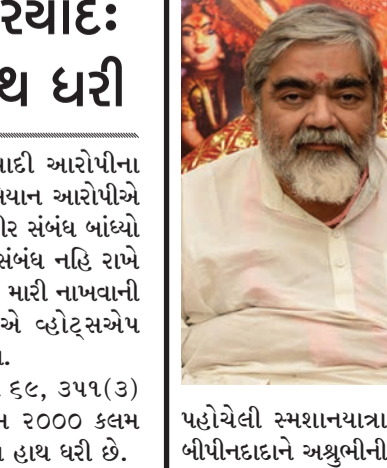 રયાદઃ
થ ધરી
યાદી આરોપીના
મ્યાન આરોપીએ
ીર સંબંધ બાંધ્યો
સંબંધ નહિ રાખે
મારી નાખવાની
એ વ્હોટ્સએપ
૬૯, ૩૫૧(૩)
૨૦૦૦ કલમ
હાથ ધરી છે.
પહોચેલી સ્મશાનયાત્રા
બીપીનદાદાને અશ્રુભીની